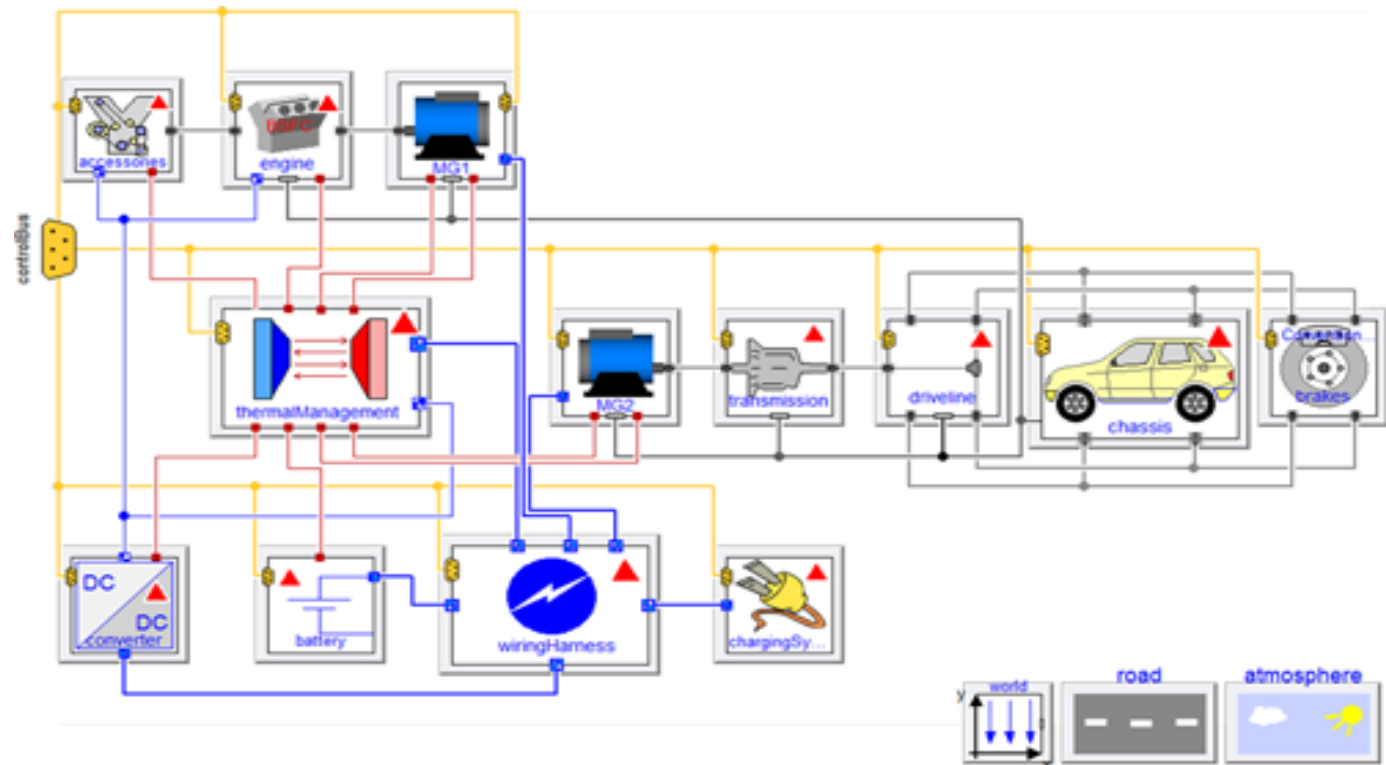 accessories
BSFC
engine
MG1
controlBus
thermalManagement
MG2
transmission
driveline
chassis
brakes
DC
DC
converter
battery
wiringHarness
chargingSy...
world
y
road
atmosphere